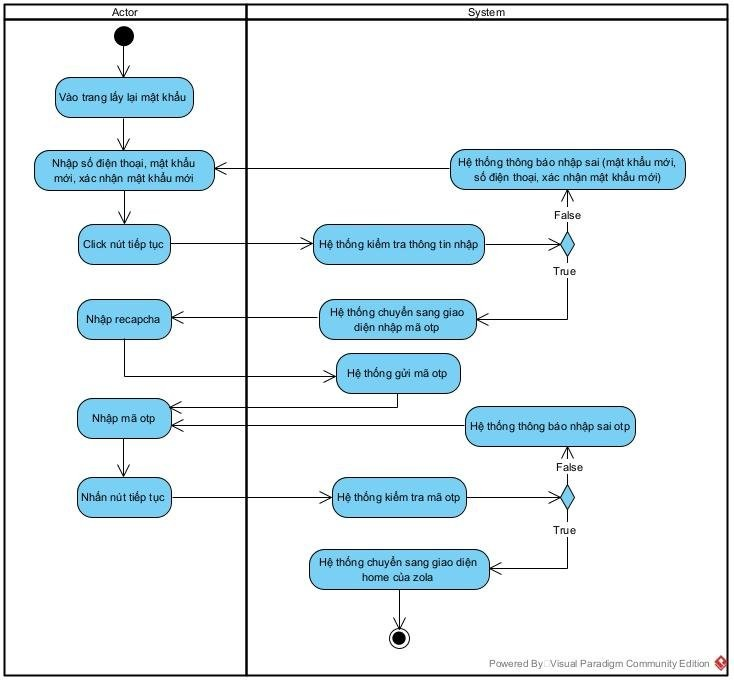 Actor
System
Vào trang lấy lại mật khẩu
Nhập số điện thoại, mật khẩu
mới, xác nhận mật khẩu mới
Hệ thống thông báo nhập sai (mật khẩu mới,
số điện thoại, xác nhận mật khẩu mới)
False
Click nút tiếp tục
Hệ thống kiểm tra thông tin nhập
True
Nhập recapcha
Hệ thống chuyển sang giao
diện nhập mã otp
Hệ thống gửi mã otp
Nhập mã otp
Hệ thống thông báo nhập sai otp
False
Nhấn nút tiếp tục
Hệ thống kiểm tra mã otp
True
Hệ thống chuyển sang giao diện
home của zola
Powered By Visual Paradigm Community Edition